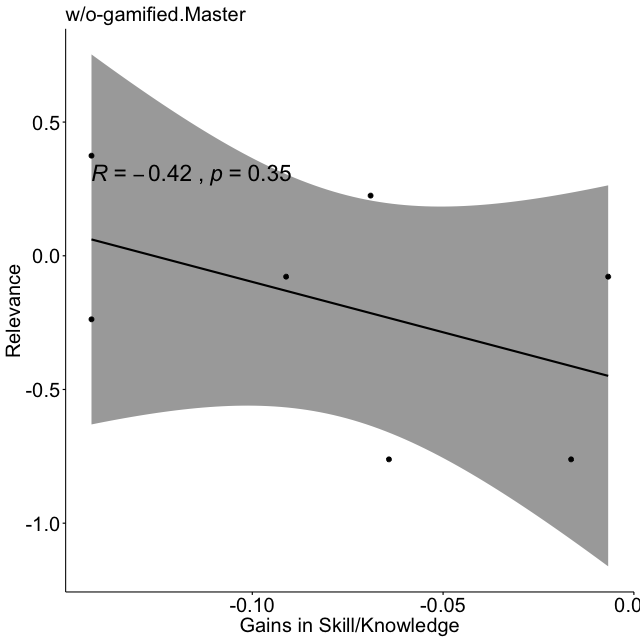 w/o-gamified.Master
0.5
R = −0.42 , p = 0.35
0.0
Relevance
-0.5
-1.0
-0.10 -0.05 0.0
Gains in Skill/Knowledge